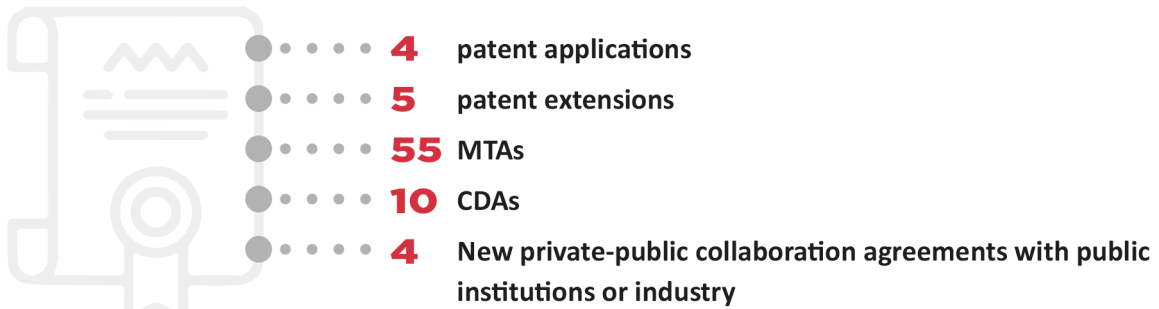 4 patent applications
5 patent extensions
55 MTAs
10 CDAs
4 New private-public collaboration agreements with public
institutions or industry